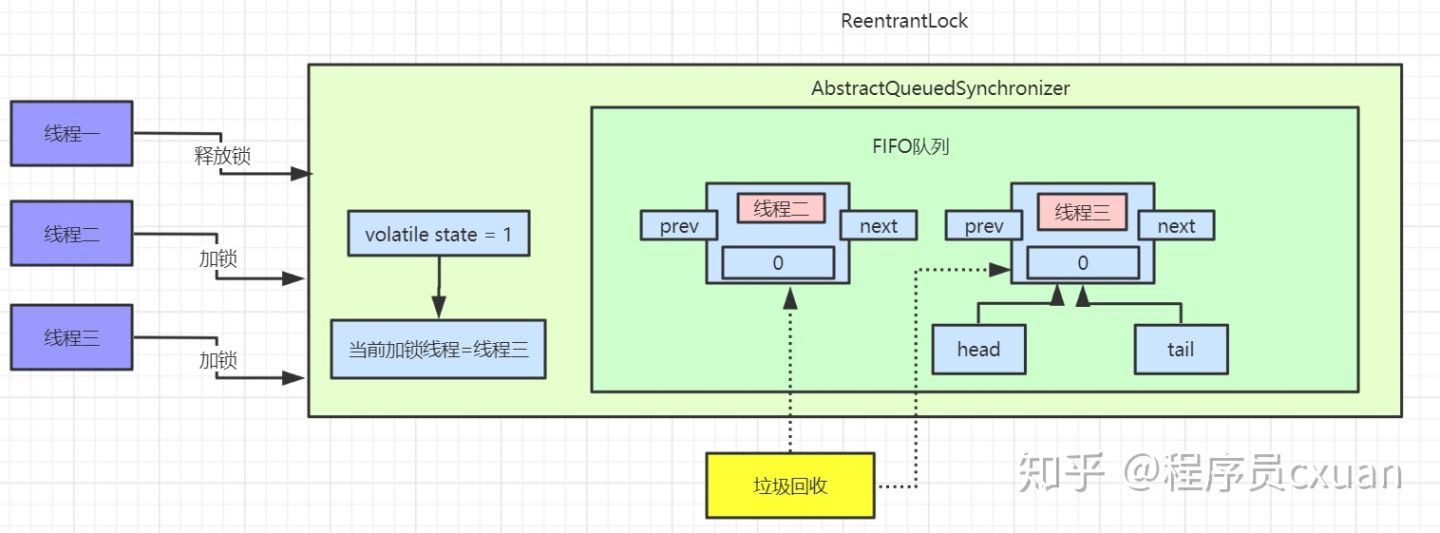 ReentrantLock
AbstractQueuedSynchronizer
FIFO队列
线程一
释放锁
线程二
加锁
线程三
加锁
volatile state = 1
当前加锁线程=线程三
prev
线程二
next
0
prev
线程三
next
0
head
tail
垃圾回收
知乎 @程序员cxuan